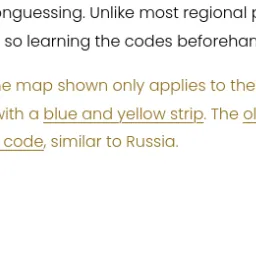 onguessing. Unlike most regional p
so learning the codes beforehan
e map shown only applies to the
with a blue and yellow strip. The ol
code, similar to Russia.